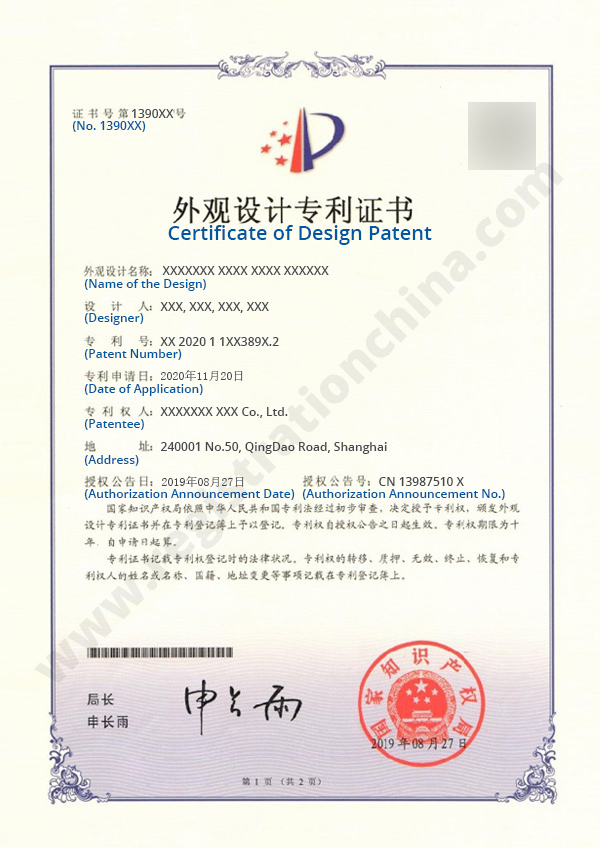 证书号第1390XX号
(No. 1390XX)
外观设计专利证书
Certificate of Design Patent
外观设计名称: XXXXXXX XXXX XXXX XXXXXX
(Name of the Design)
设 计 人: XXX, XXX, XXX, XXX
(Designer)
专 利 号: XX 2020 1 1XX389X.2
(Patent Number)
专利申请日: 2020年11月20日
(Date of Application)
专 利 权 人: XXXXXXX XXX Co., Ltd.
(Patentee)
地 址: 240001 No.50, QingDao Road, Shanghai
(Address)
授权公告日: 2019年08月27日 授权公告号: CN 13987510 X
(Authorization Announcement Date) (Authorization Announcement No.)
国家知识产权局依照中华人民共和国专利法经过初步审查,决定授予专利权,颁发外观
设计专利证书并在专利登记簿上予以登记。专利权自授权公告之日起生效。专利权期限为十
年,自申请日起算。
专利证书记载专利权登记时的法律状况。专利权的转移、质押、无效、终止、恢复和专
利权人的姓名或名称、国籍、地址变更等事项记载在专利登记簿上。
局长
申长雨
申长雨
国家知识产权局
2019年08月27日
第 1 页 (共 2 页)
www.registrationchina.com